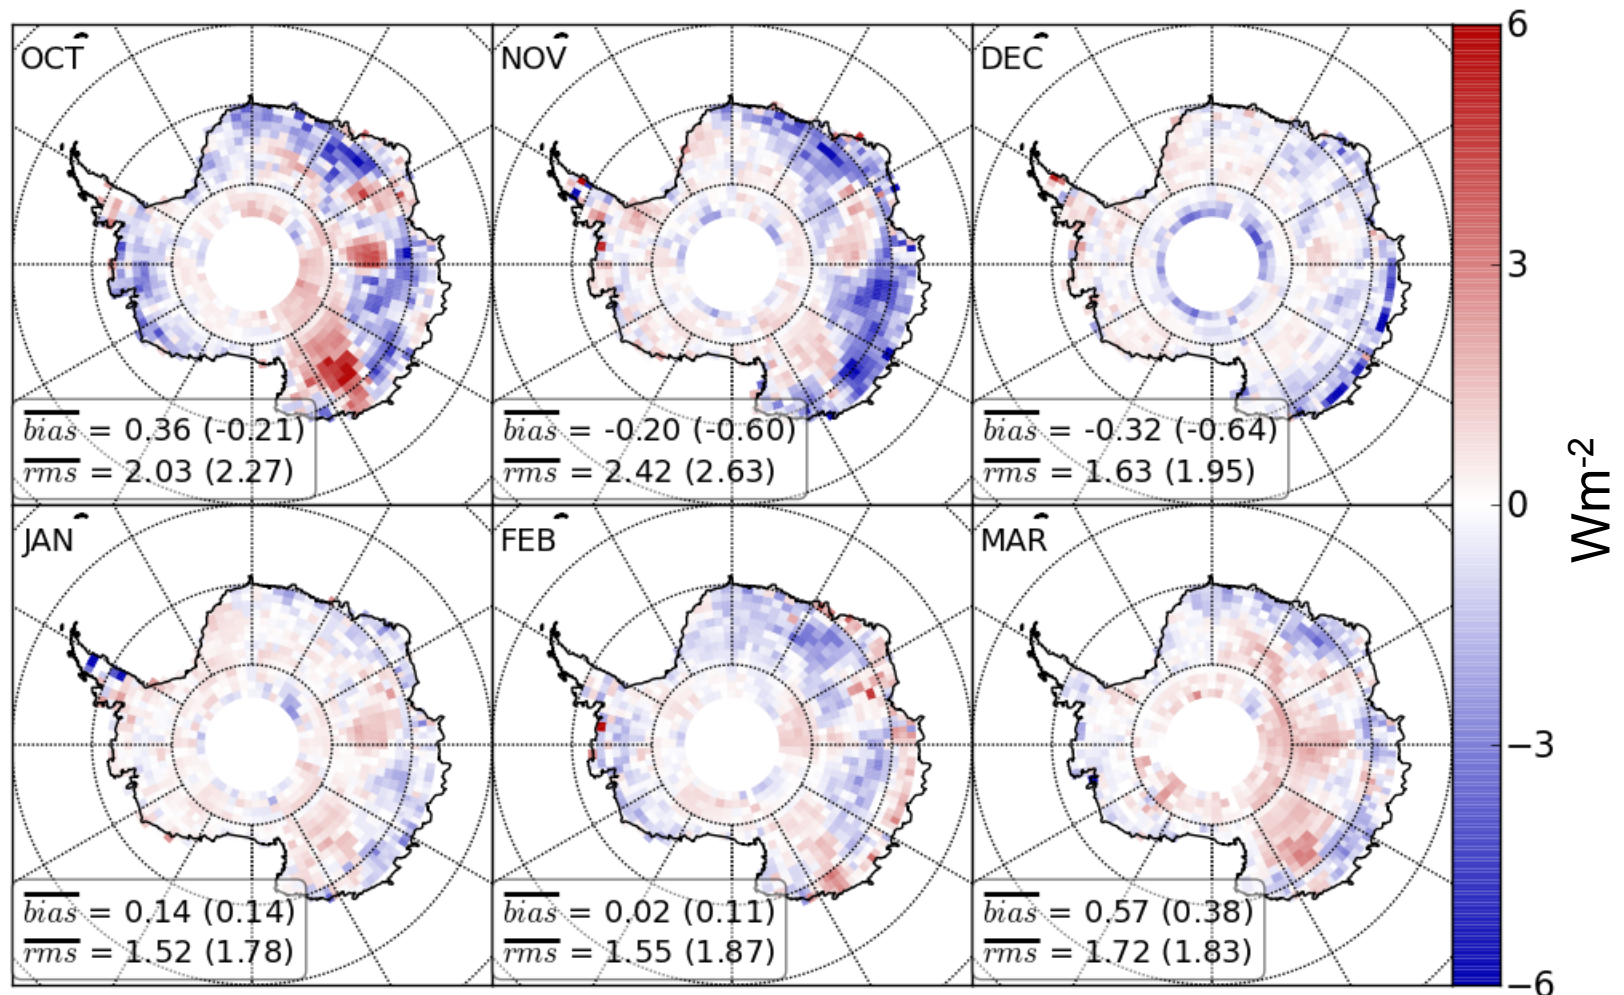 OCT
NOV
DEC
6
bias = 0.36 (-0.21)
rms = 2.03 (2.27)
bias = -0.20 (-0.60)
rms = 2.42 (2.63)
bias = -0.32 (-0.64)
rms = 1.63 (1.95)
3
0
Wm-2
JAN
FEB
MAR
−3
bias = 0.14 (0.14)
rms = 1.52 (1.78)
bias = 0.02 (0.11)
rms = 1.55 (1.87)
bias = 0.57 (0.38)
rms = 1.72 (1.83)
−6